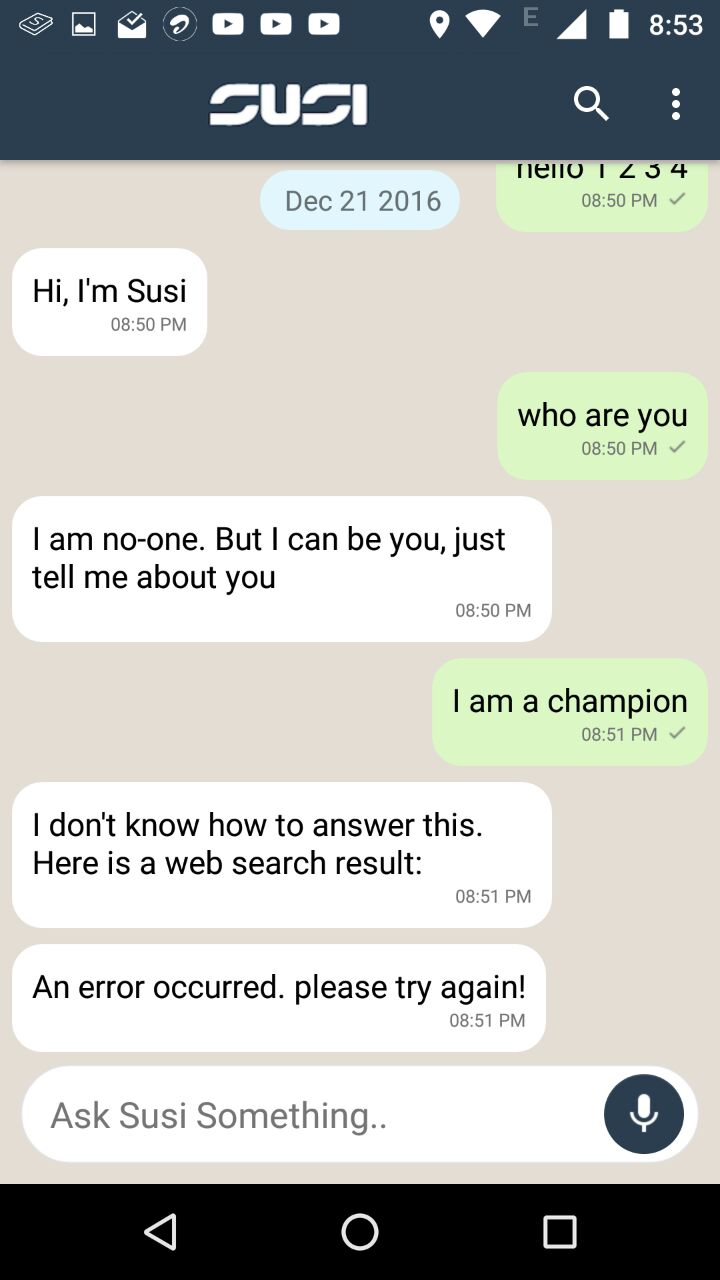 E 8:53
SUSI
hello 1 2 3 4
08:50 PM
Dec 21 2016
Hi, I'm Susi
08:50 PM
who are you
08:50 PM
I am no-one. But I can be you, just
tell me about you
08:50 PM
I am a champion
08:51 PM
I don't know how to answer this.
Here is a web search result:
08:51 PM
An error occurred. please try again!
08:51 PM
Ask Susi Something..